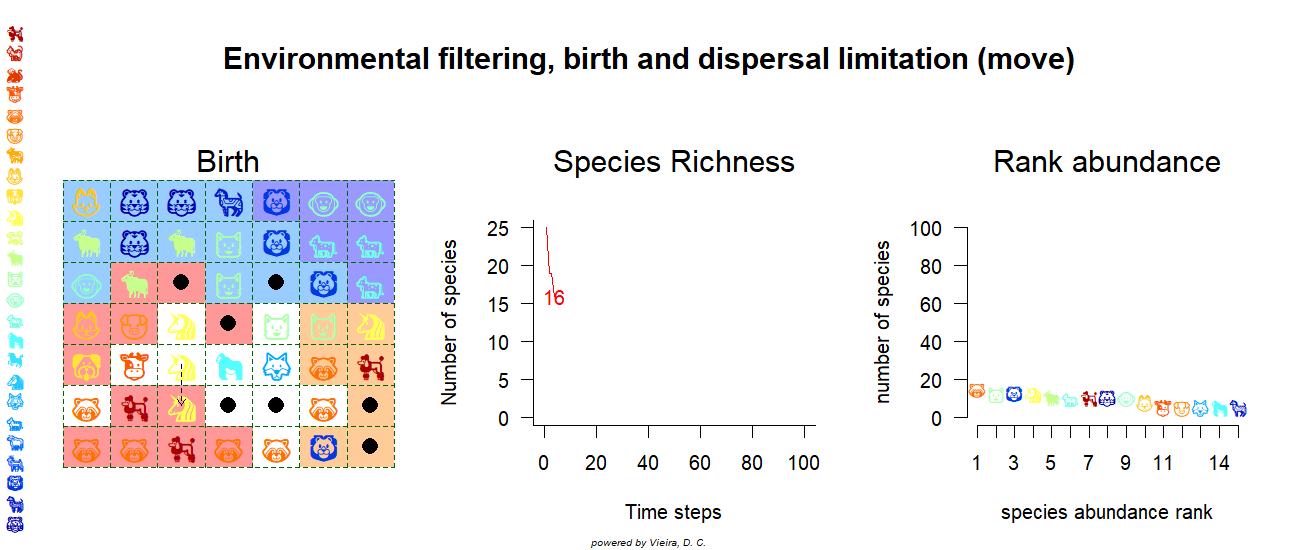 Environmental filtering, birth and dispersal limitation (move)
Birth
Species Richness
Rank abundance
Number of species
25
20
15
10
5
0
16
0 20 40 60 80 100
Time steps
number of species
100
80
60
40
20
0
1 3 5 7 9 11 14
species abundance rank
powered by Vieira, D. C.